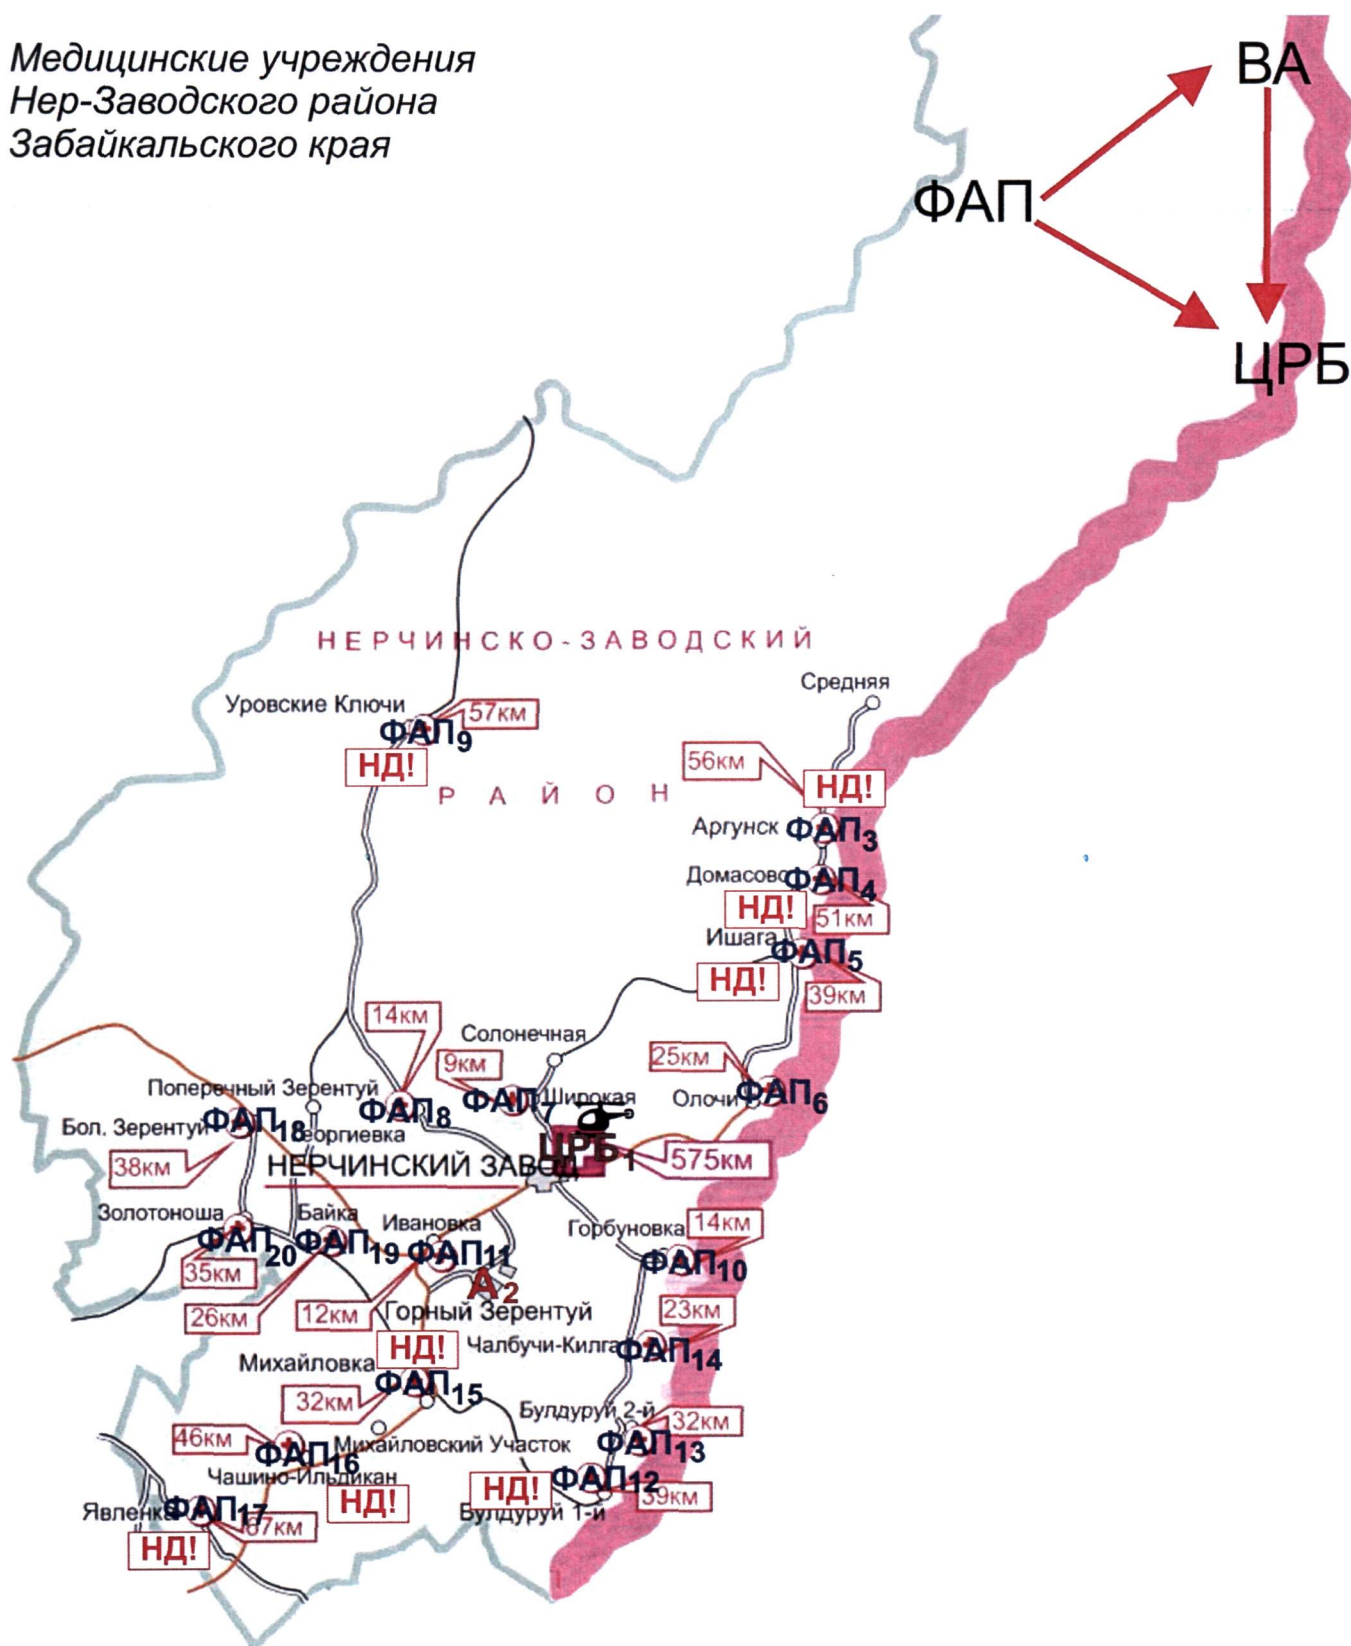 Медицинские учреждения
Нер-Заводского района
Забайкальского края
ВА
ФАП
ЦРБ
НЕРЧИНСКО-ЗАВОДСКИЙ
Средняя
Уровские Ключи
57км
ФАП9
НД!
56км
НД!
РАЙОН
Аргунск ФАП3
Домасово ФАП4
НД!
51км
Ишага
ФАП5
НД!
39км
14км
Солонечная
9км
25км
Поперечный Зерентуй
ФАП8
ФАП7
Широкая
Олочи ФАП6
Бол. Зерентуй
ФАП18
Георгиевка
ЦРБ1
38км
НЕРЧИНСКИЙ ЗАВОД
575км
Золотоноша
Байка
Ивановка
Горбуновка
14км
ФАП20
ФАП19
ФАП11
ФАП10
35км
А2
26км
12км
Горный Зерентуй
23км
НД!
Чалбучи-Килга
ФАП14
Михайловка
ФАП15
32км
Булдуруй 2-й
32км
46км
Михайловский Участок
ФАП13
ФАП16
Чашино-Ильдикан
ФАП12
НД!
НД!
39км
Явленка
ФАП17
Булдуруй 1-й
67км
НД!